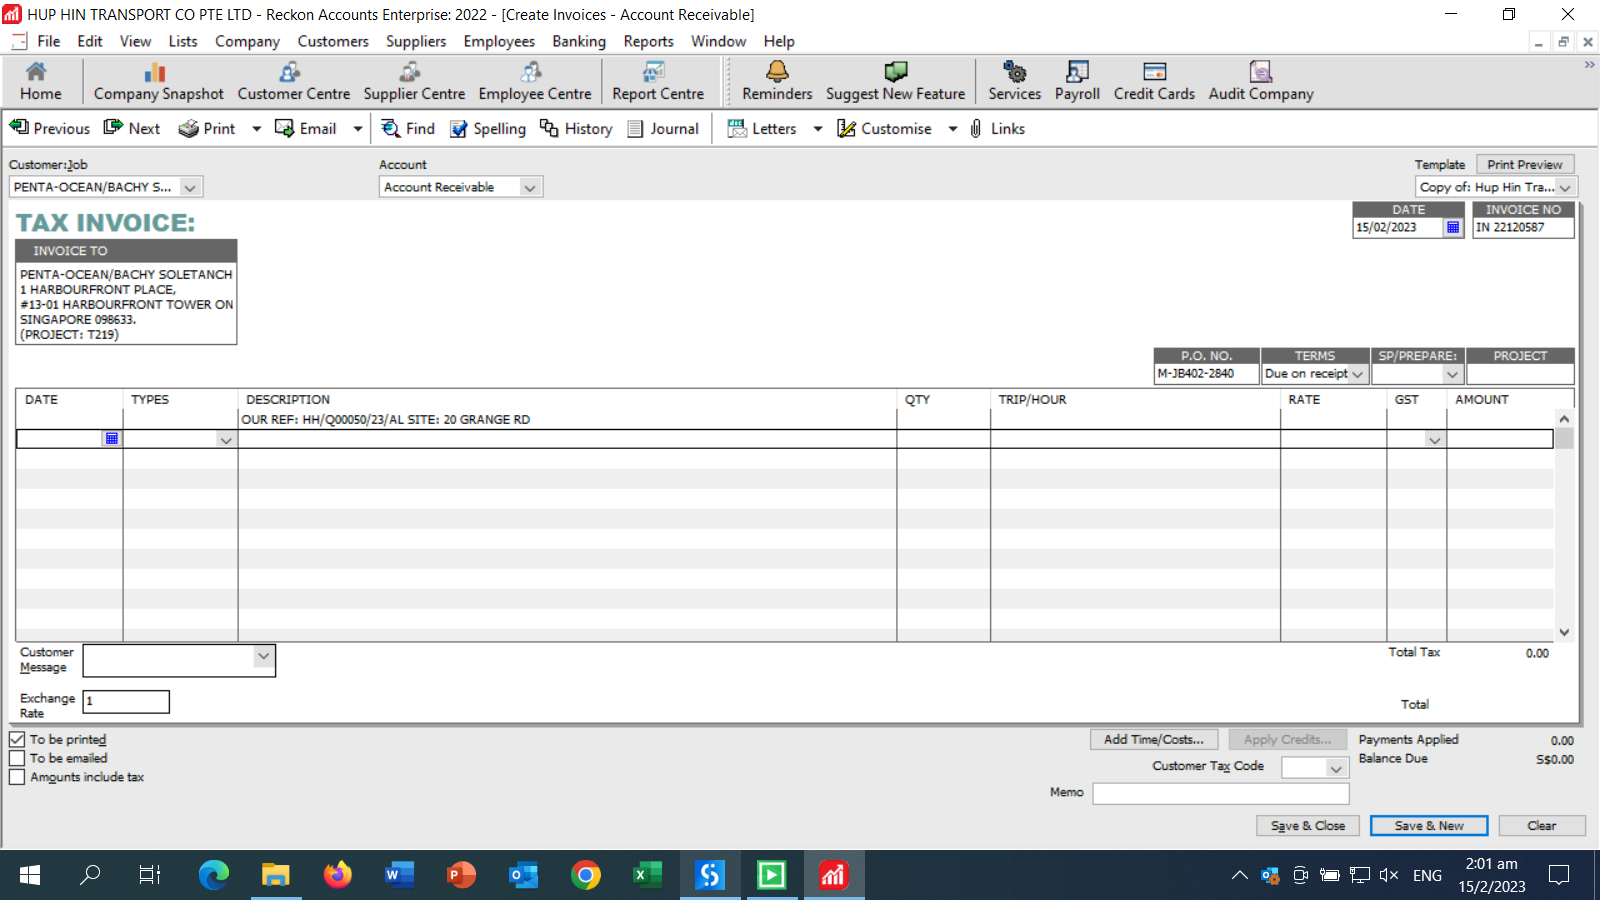 HUP HIN TRANSPORT CO PTE LTD - Reckon Accounts Enterprise: 2022 - [Create Invoices - Account Receivable]
File Edit View Lists Company Customers Suppliers Employees Banking Reports Window Help
Home Company Snapshot Customer Centre Supplier Centre Employee Centre Report Centre Reminders Suggest New Feature Services Payroll Credit Cards Audit Company
Previous Next Print Email Find Spelling History Journal Letters Customise Links
Customer:Job Account Template Print Preview
PENTA-OCEAN/BACHY S... Account Receivable Copy of: Hup Hin Tra...
TAX INVOICE:
DATE INVOICE NO
15/02/2023 IN 22120587
INVOICE TO
PENTA-OCEAN/BACHY SOLETANCH
1 HARBOURFRONT PLACE,
#13-01 HARBOURFRONT TOWER ON
SINGAPORE 098633.
(PROJECT: T219)
P.O. NO. TERMS SP/PREPARE: PROJECT
M-JB402-2840 Due on receipt
DATE TYPES DESCRIPTION QTY TRIP/HOUR RATE GST AMOUNT
OUR REF: HH/Q00050/23/AL SITE: 20 GRANGE RD
Customer Message
Total Tax 0.00
Exchange Rate 1
Total
To be printed
To be emailed
Amounts include tax
Add Time/Costs... Apply Credits... Payments Applied 0.00
Customer Tax Code Balance Due S$0.00
Memo
Save & Close Save & New Clear
ENG 2:01 am
15/2/2023